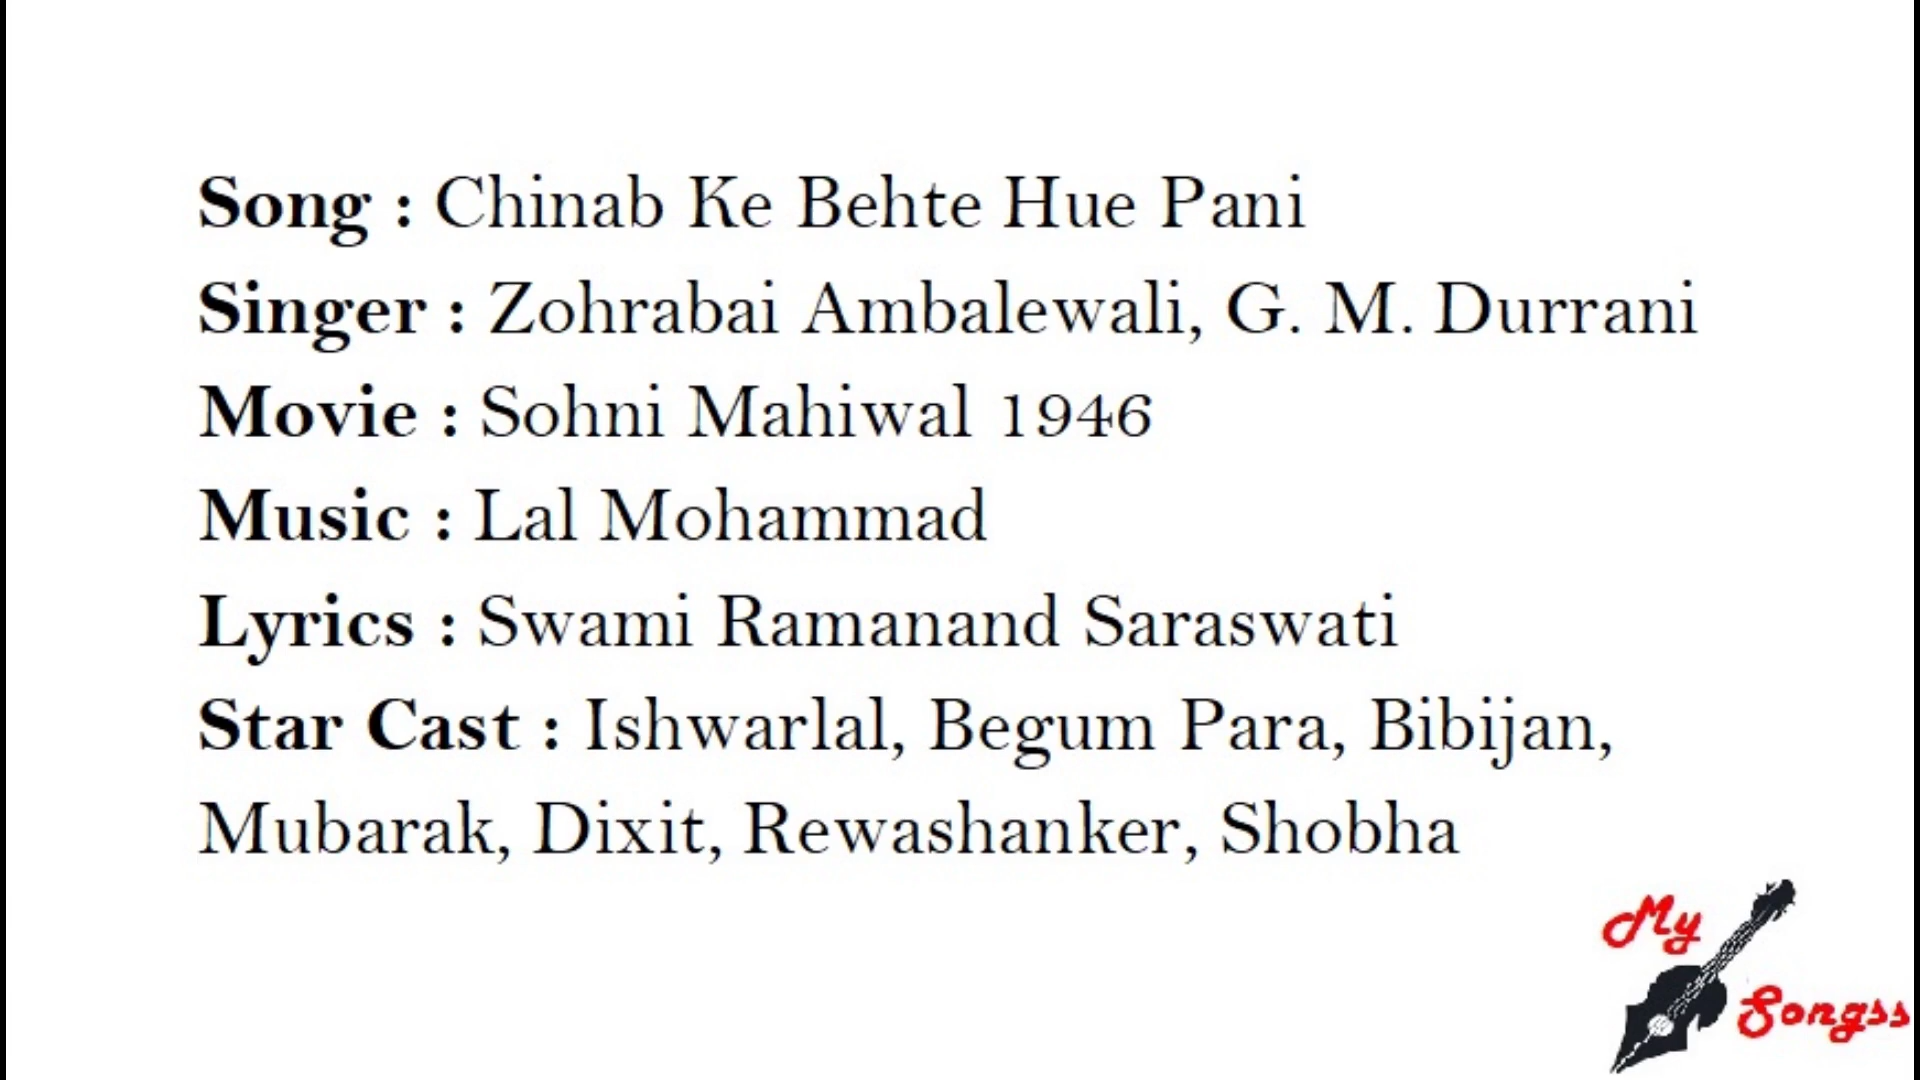 Song : Chinab Ke Behte Hue Pani
Singer : Zohrabai Ambalewali, G. M. Durrani
Movie : Sohni Mahiwal 1946
Music : Lal Mohammad
Lyrics : Swami Ramanand Saraswati
Star Cast : Ishwarlal, Begum Para, Bibijan,
Mubarak, Dixit, Rewashanker, Shobha
My
Songss